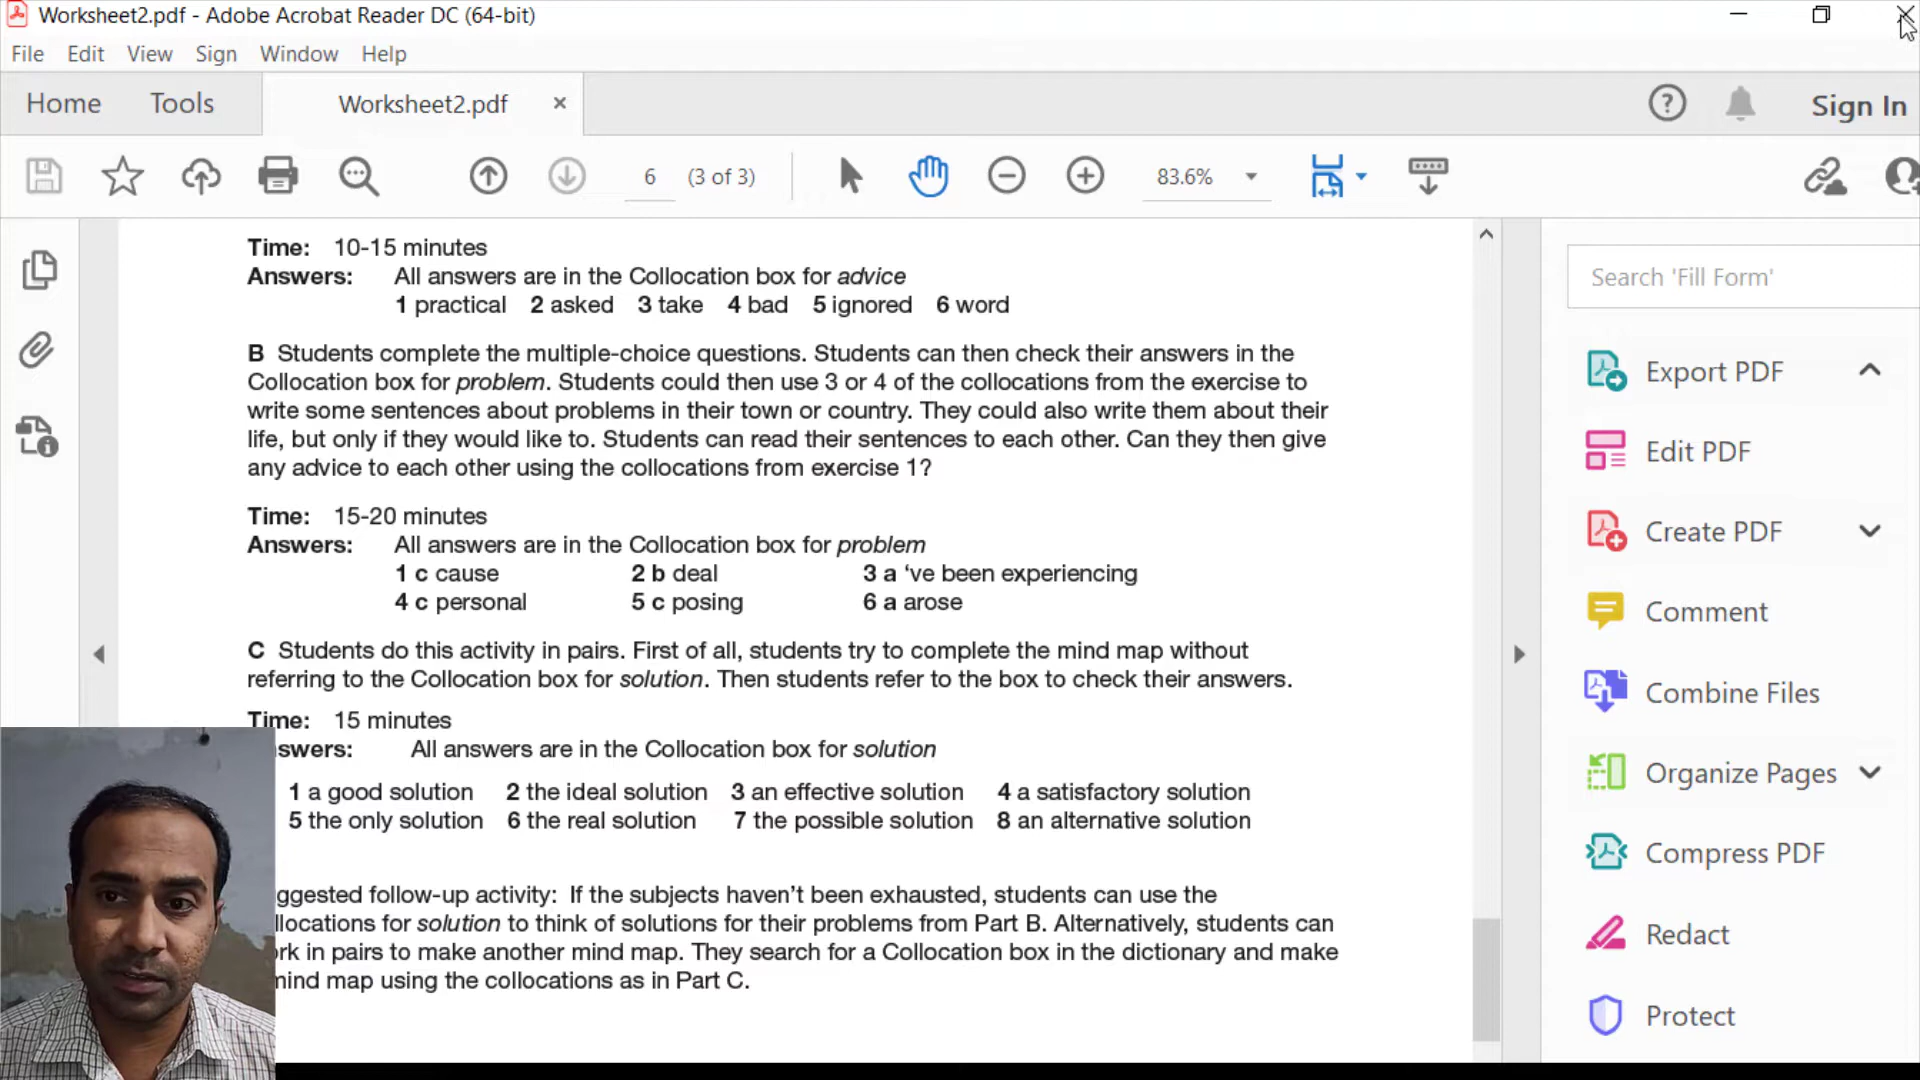 Worksheet2.pdf - Adobe Acrobat Reader DC (64-bit)
File Edit View Sign Window Help
Home Tools Worksheet2.pdf Sign In
6 (3 of 3) 83.6%
Time: 10-15 minutes
Answers: All answers are in the Collocation box for advice
1 practical 2 asked 3 take 4 bad 5 ignored 6 word
B Students complete the multiple-choice questions. Students can then check their answers in the
Collocation box for problem. Students could then use 3 or 4 of the collocations from the exercise to
write some sentences about problems in their town or country. They could also write them about their
life, but only if they would like to. Students can read their sentences to each other. Can they then give
any advice to each other using the collocations from exercise 1?
Time: 15-20 minutes
Answers: All answers are in the Collocation box for problem
1 c cause 2 b deal 3 a ‘ve been experiencing
4 c personal 5 c posing 6 a arose
C Students do this activity in pairs. First of all, students try to complete the mind map without
referring to the Collocation box for solution. Then students refer to the box to check their answers.
Time: 15 minutes
swers: All answers are in the Collocation box for solution
1 a good solution 2 the ideal solution 3 an effective solution 4 a satisfactory solution
5 the only solution 6 the real solution 7 the possible solution 8 an alternative solution
ggested follow-up activity: If the subjects haven’t been exhausted, students can use the
llocations for solution to think of solutions for their problems from Part B. Alternatively, students can
rk in pairs to make another mind map. They search for a Collocation box in the dictionary and make
mind map using the collocations as in Part C.
Search 'Fill Form'
Export PDF
Edit PDF
Create PDF
Comment
Combine Files
Organize Pages
Compress PDF
Redact
Protect